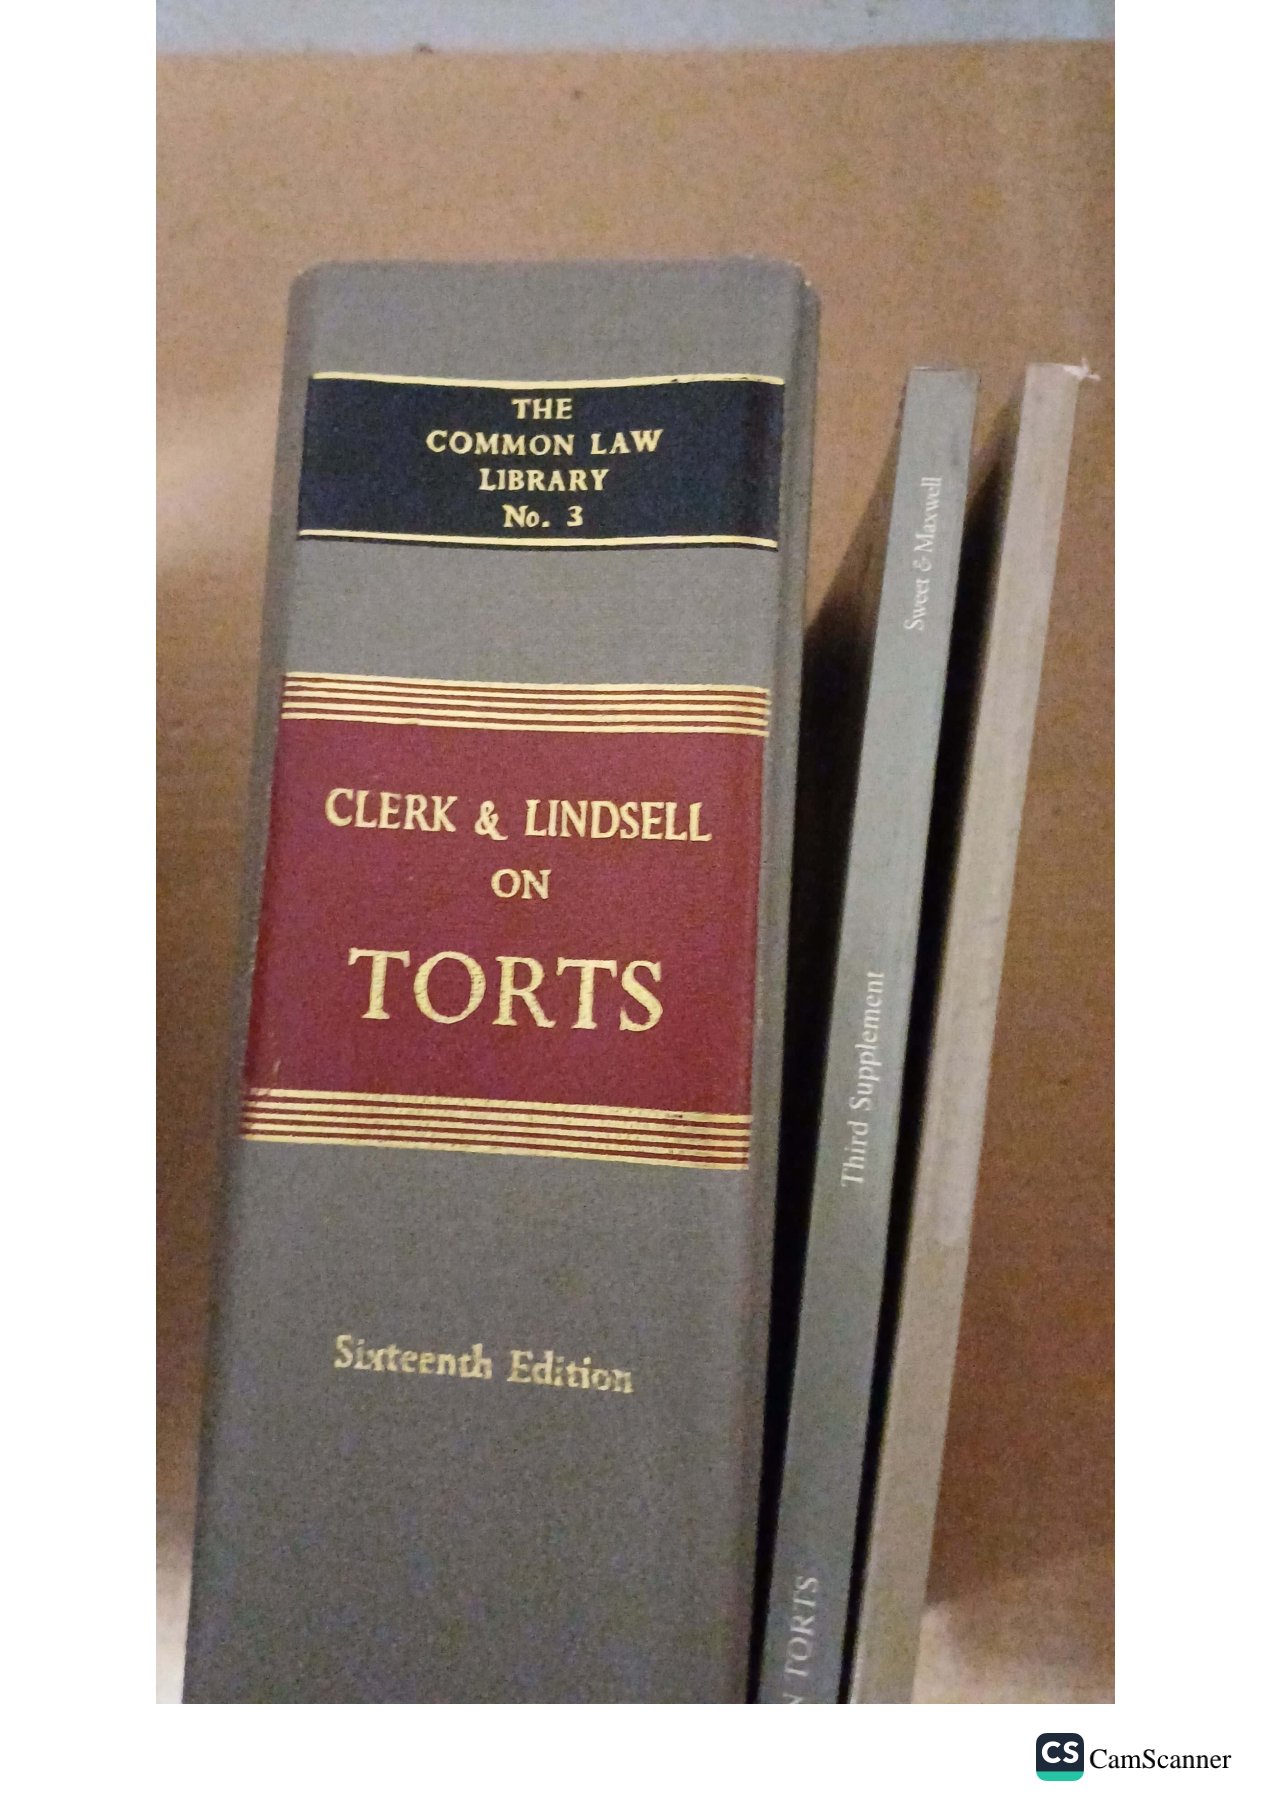 THE
COMMON LAW
LIBRARY
No. 3
CLERK & LINDSELL
ON
TORTS
Sixteenth Edition
Sweet & Maxwell
Third Supplement
N TORTS
CS CamScanner